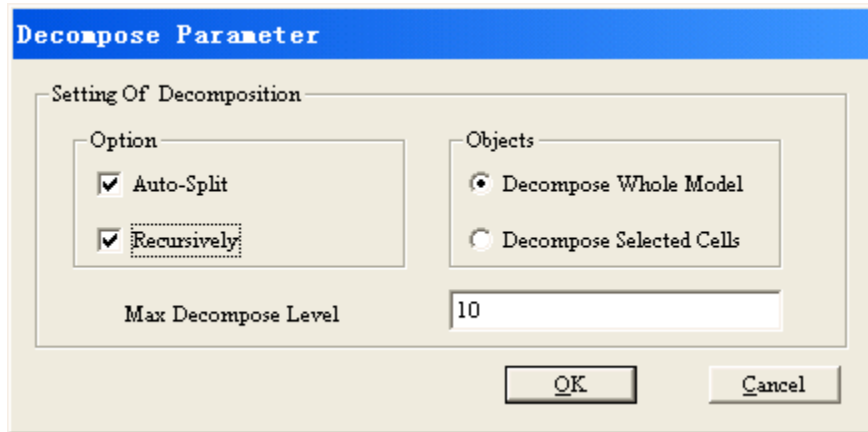 Decompose Parameter
Setting Of Decomposition
Option
Auto-Split
Recursively
Objects
Decompose Whole Model
Decompose Selected Cells
Max Decompose Level
10
OK
Cancel